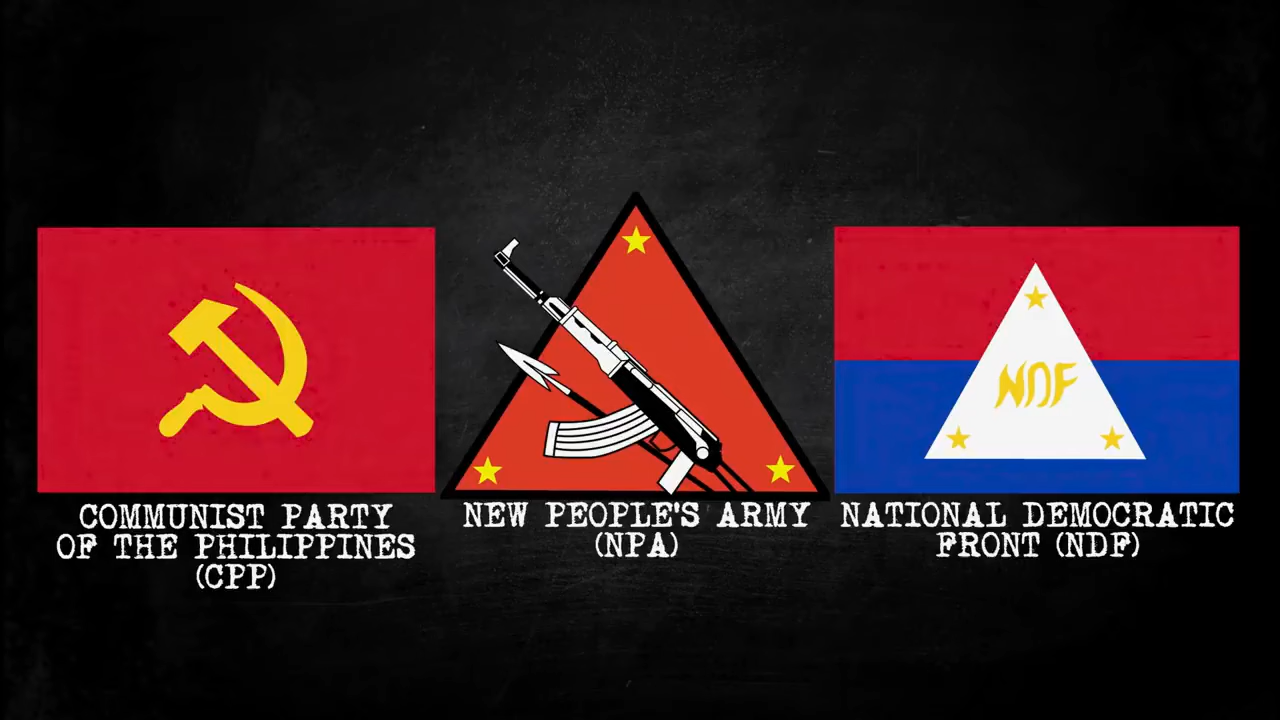 COMMUNIST PARTY
OF THE PHILIPPINES
(CPP)
NEW PEOPLE'S ARMY
(NPA)
NDF
NATIONAL DEMOCRATIC
FRONT (NDF)